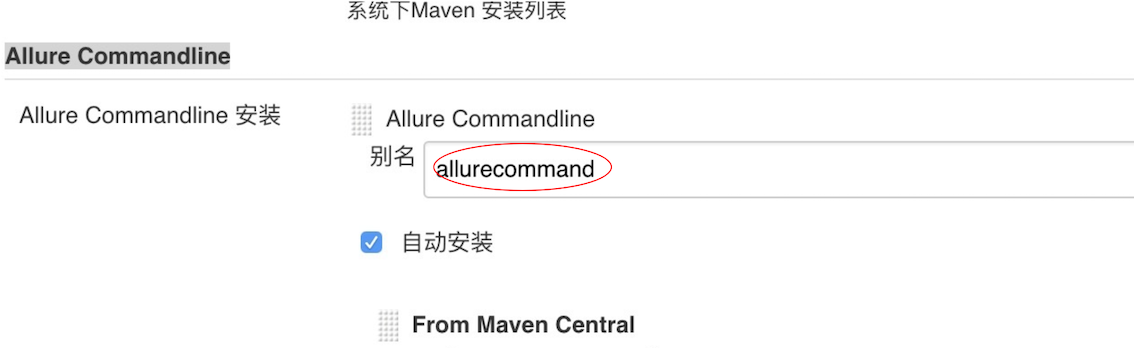 系统下Maven 安装列表
Allure Commandline
Allure Commandline 安装
Allure Commandline
别名
allurecommand
自动安装
From Maven Central